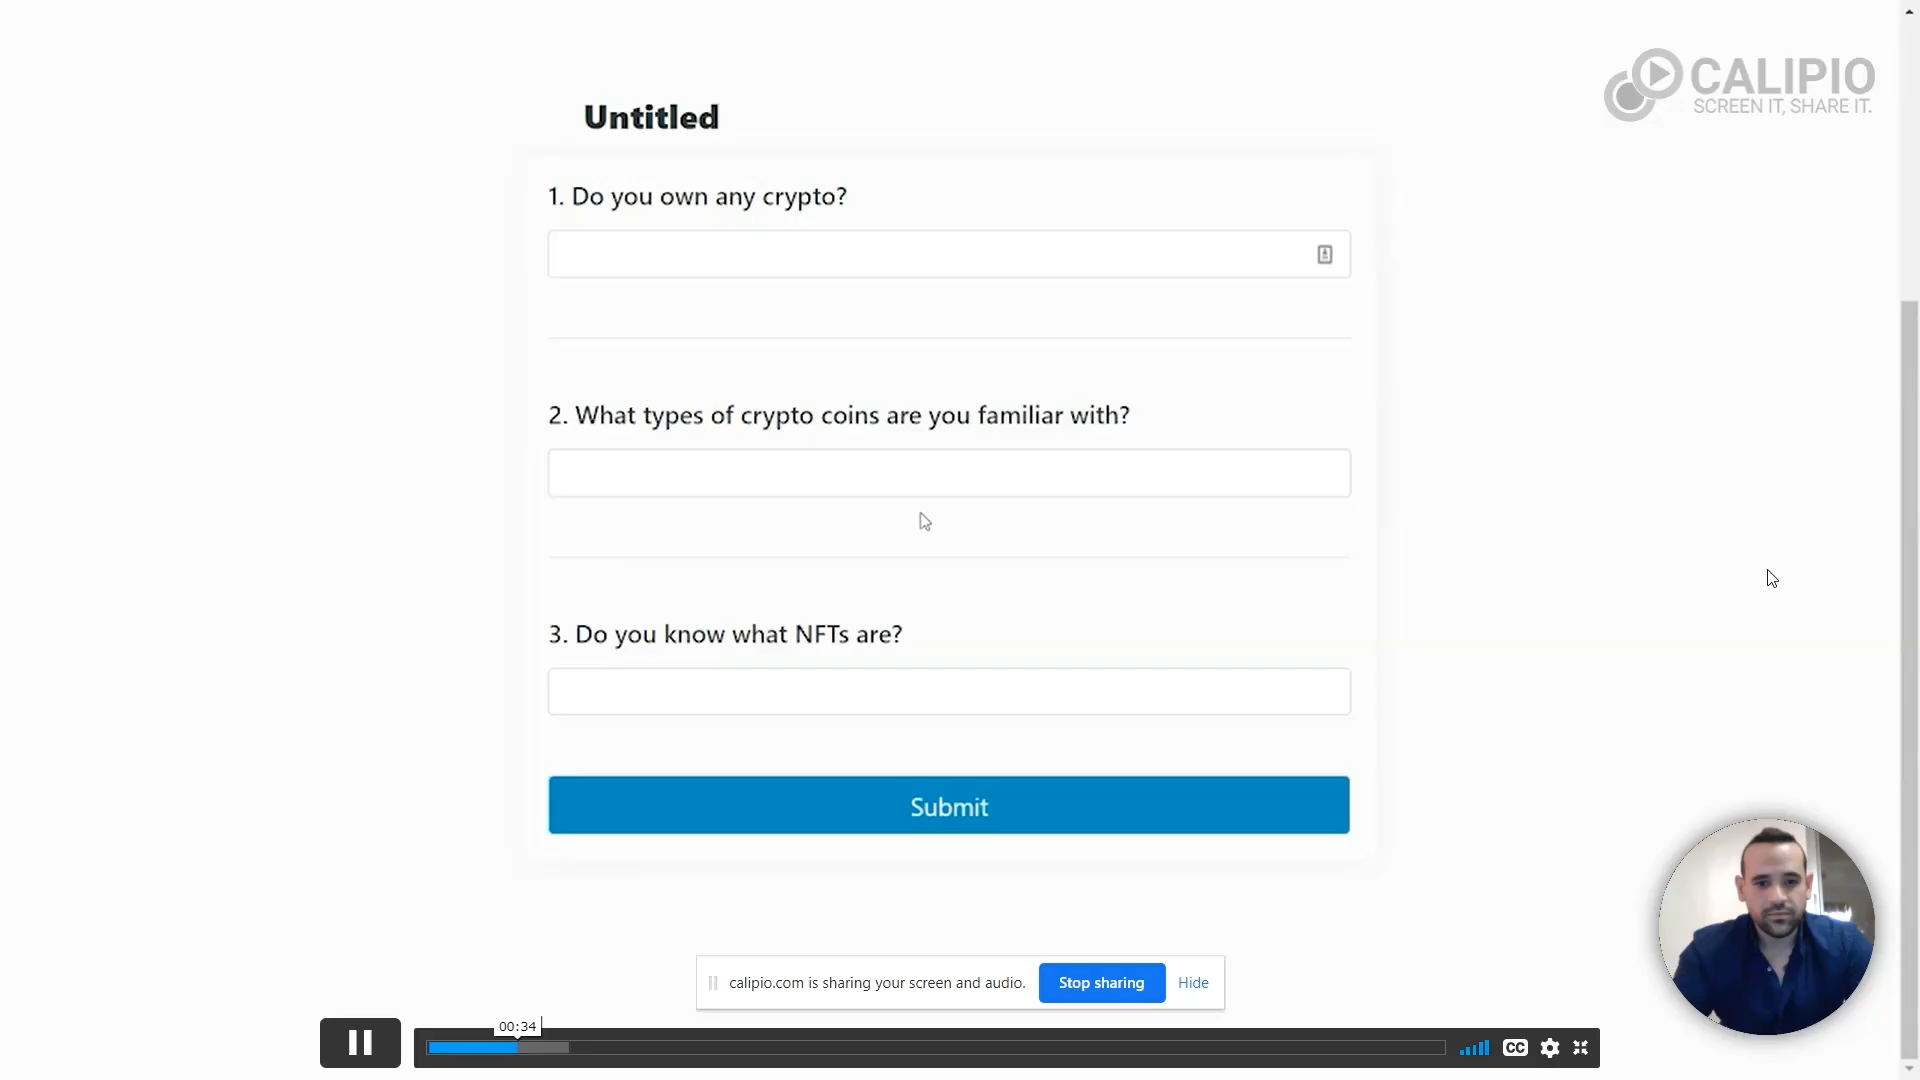 CALIPIO
SCREEN IT, SHARE IT.
Untitled
1. Do you own any crypto?
2. What types of crypto coins are you familiar with?
3. Do you know what NFTs are?
Submit
calipio.com is sharing your screen and audio. Stop sharing Hide
00:34
CC